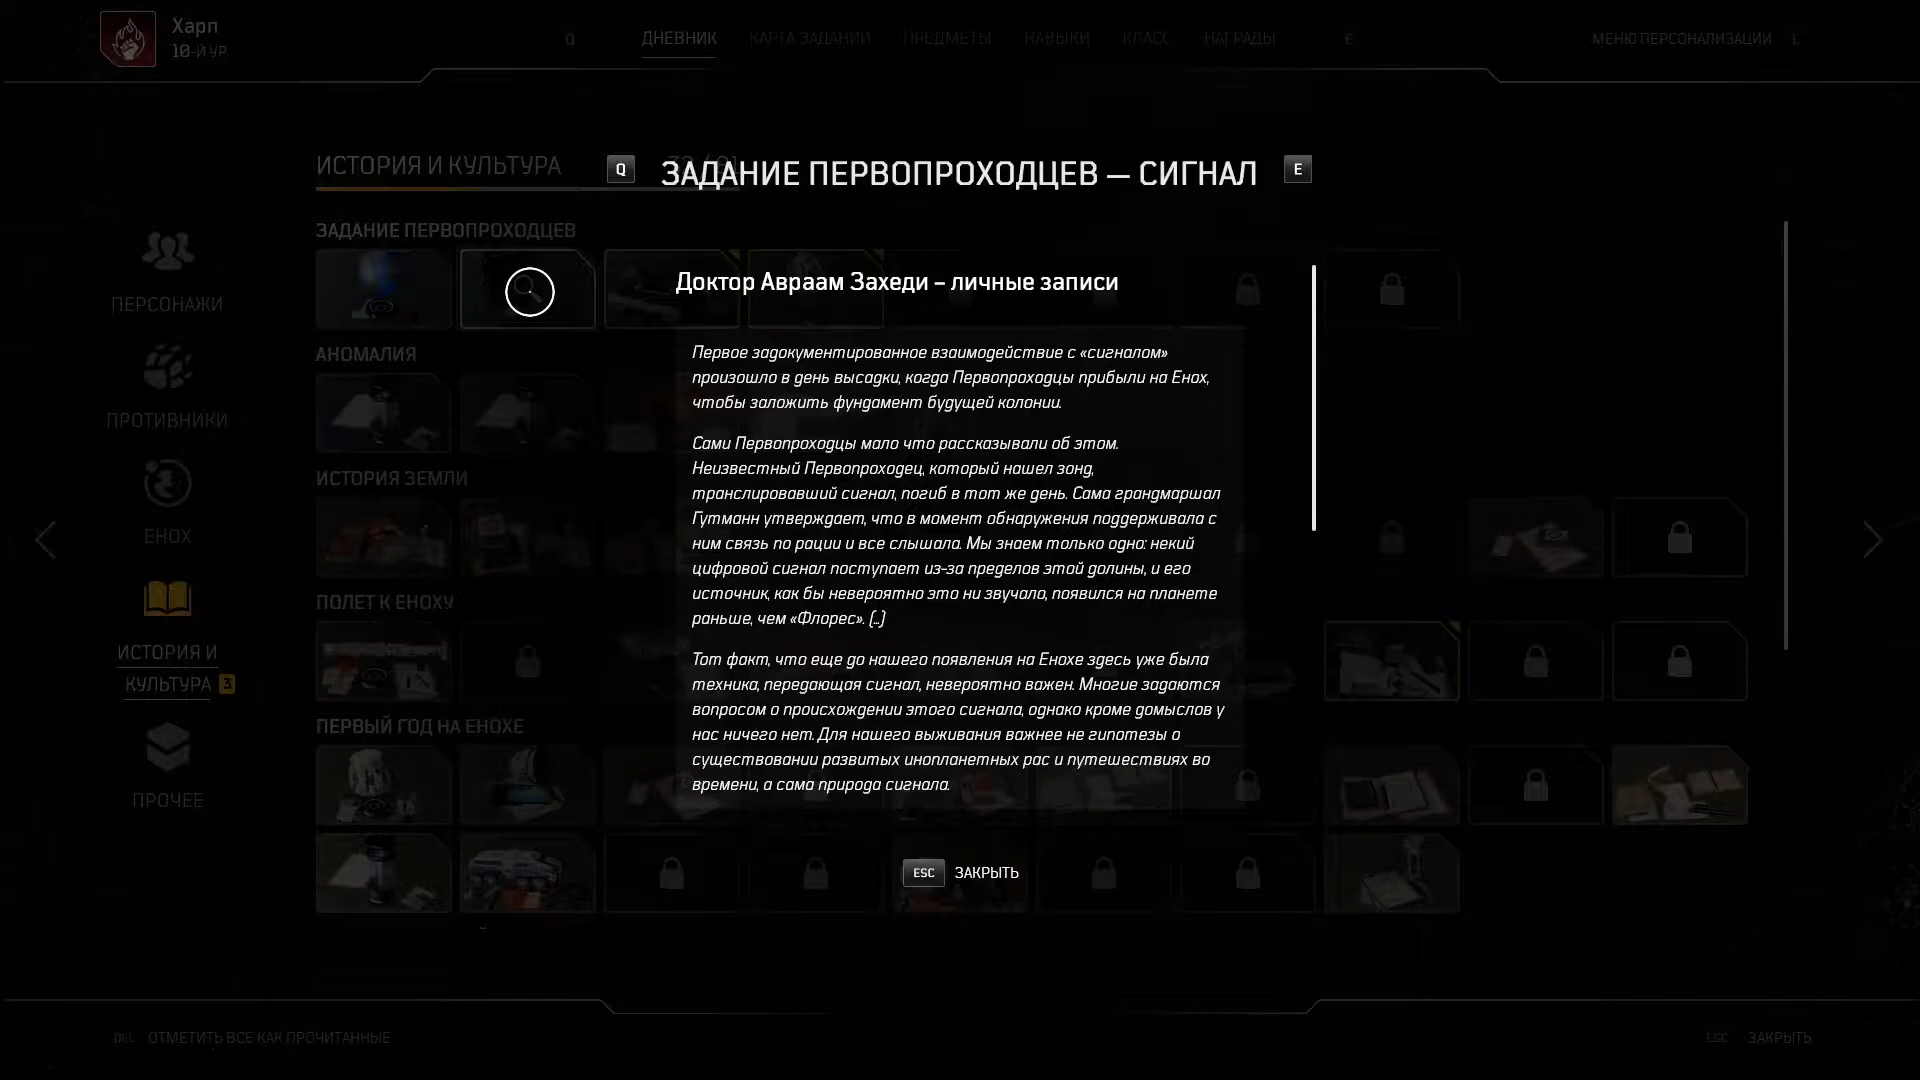 Харп
10-Й УР
Q
ДНЕВНИК
КАРТА ЗАДАНИЙ
ПРЕДМЕТЫ
НАВЫКИ
КЛАСС
НАГРАДЫ
E
МЕНЮ ПЕРСОНАЛИЗАЦИИ
L
ИСТОРИЯ И КУЛЬТУРА
Q
ЗАДАНИЕ ПЕРВОПРОХОДЦЕВ — СИГНАЛ
E
ЗАДАНИЕ ПЕРВОПРОХОДЦЕВ
Доктор Авраам Захеди – личные записи
Первое задокументированное взаимодействие с «сигналом»
произошло в день высадки, когда Первопроходцы прибыли на Енох,
чтобы заложить фундамент будущей колонии.
Сами Первопроходцы мало что рассказывали об этом.
Неизвестный Первопроходец, который нашел зонд,
транслировавший сигнал, погиб в тот же день. Сама грандмаршал
Гутманн утверждает, что в момент обнаружения поддерживала с
ним связь по рации и все слышала. Мы знаем только одно: некий
цифровой сигнал поступает из-за пределов этой долины, и его
источник, как бы невероятно это ни звучало, появился на планете
раньше, чем «Флорес». (...)
Тот факт, что еще до нашего появления на Енохе здесь уже была
техника, передающая сигнал, невероятно важен. Многие задаются
вопросом о происхождении этого сигнала, однако кроме домыслов у
нас ничего нет. Для нашего выживания важнее не гипотезы о
существовании развитых инопланетных рас и путешествиях во
времени, а сама природа сигнала.
ПЕРСОНАЖИ
ПРОТИВНИКИ
ЕНОХ
ИСТОРИЯ И
КУЛЬТУРА 3
ПРОЧЕЕ
АНОМАЛИЯ
ИСТОРИЯ ЗЕМЛИ
ПОЛЕТ К ЕНОХУ
ПЕРВЫЙ ГОД НА ЕНОХЕ
ESC ЗАКРЫТЬ
DEL ОТМЕТИТЬ ВСЕ КАК ПРОЧИТАННЫЕ
ESC ЗАКРЫТЬ